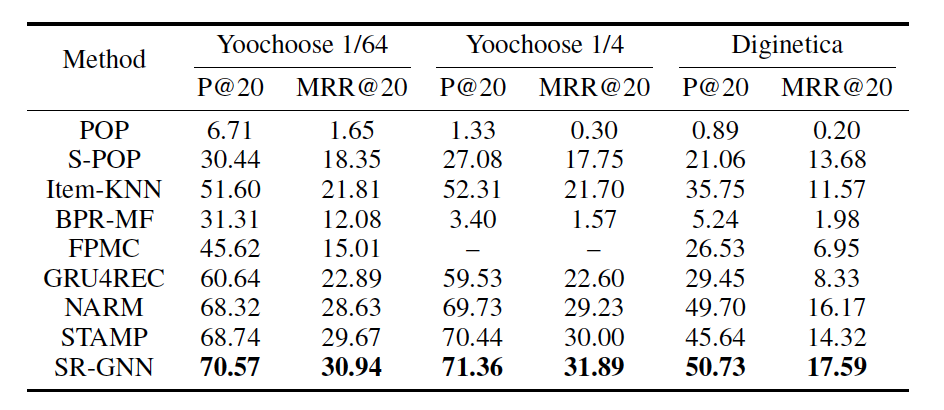 Method Yoochoose 1/64 Yoochoose 1/4 Diginetica
P@20 MRR@20 P@20 MRR@20 P@20 MRR@20
POP 6.71 1.65 1.33 0.30 0.89 0.20
S-POP 30.44 18.35 27.08 17.75 21.06 13.68
Item-KNN 51.60 21.81 52.31 21.70 35.75 11.57
BPR-MF 31.31 12.08 3.40 1.57 5.24 1.98
FPMC 45.62 15.01 – – 26.53 6.95
GRU4REC 60.64 22.89 59.53 22.60 29.45 8.33
NARM 68.32 28.63 69.73 29.23 49.70 16.17
STAMP 68.74 29.67 70.44 30.00 45.64 14.32
SR-GNN 70.57 30.94 71.36 31.89 50.73 17.59